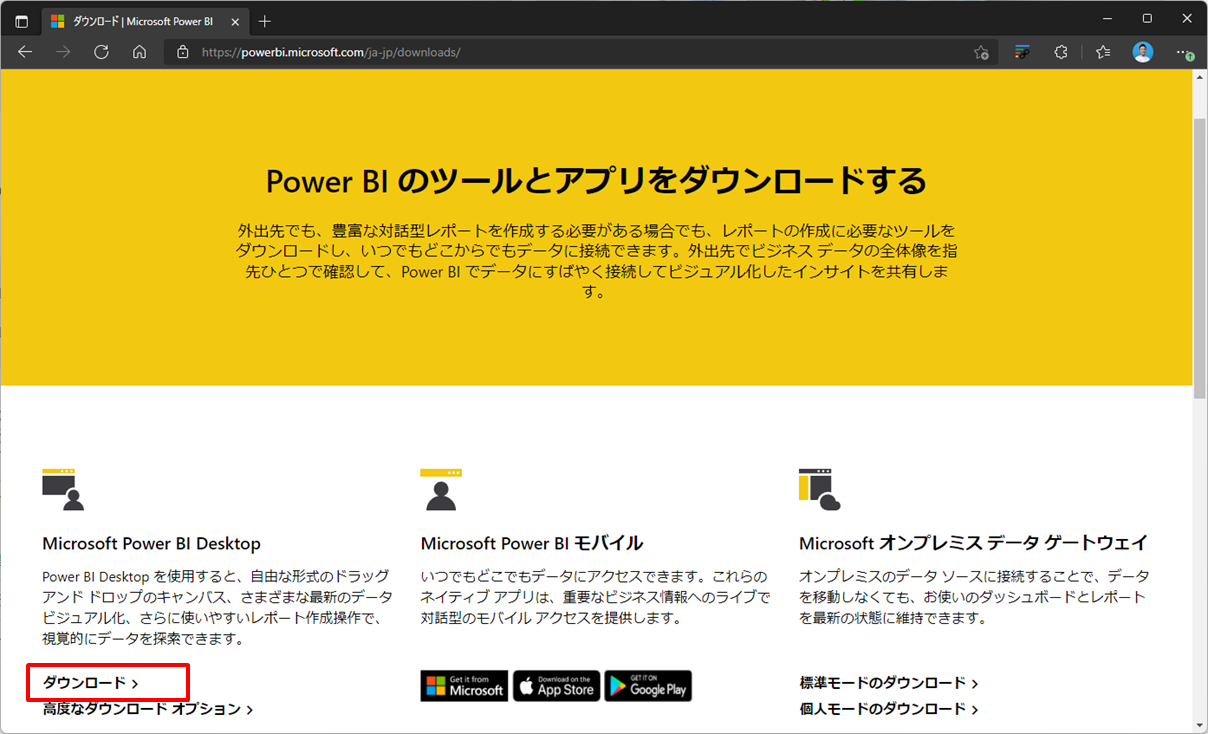 ダウンロード | Microsoft Power BI
https://powerbi.microsoft.com/ja-jp/downloads/
Power BI のツールとアプリをダウンロードする
外出先でも、豊富な対話型レポートを作成する必要がある場合でも、レポートの作成に必要なツールを
ダウンロードし、いつでもどこからでもデータに接続できます。外出先でビジネス データの全体像を指
先ひとつで確認して、Power BI でデータにすばやく接続してビジュアル化したインサイトを共有しま
す。
Microsoft Power BI Desktop
Power BI Desktop を使用すると、自由な形式のドラッグ
アンド ドロップのキャンバス、さまざまな最新のデータ
ビジュアル化、さらに使いやすいレポート作成操作で、
視覚的にデータを探索できます。
ダウンロード >
高度なダウンロード オプション >
Microsoft Power BI モバイル
いつでもどこでもデータにアクセスできます。これらの
ネイティブ アプリは、重要なビジネス情報へのライブで
対話型のモバイル アクセスを提供します。
Get it from
Microsoft
Download on the
App Store
GET IT ON
Google Play
Microsoft オンプレミス データ ゲートウェイ
オンプレミスのデータ ソースに接続することで、データ
を移動しなくても、お使いのダッシュボードとレポート
を最新の状態に維持できます。
標準モードのダウンロード >
個人モードのダウンロード >